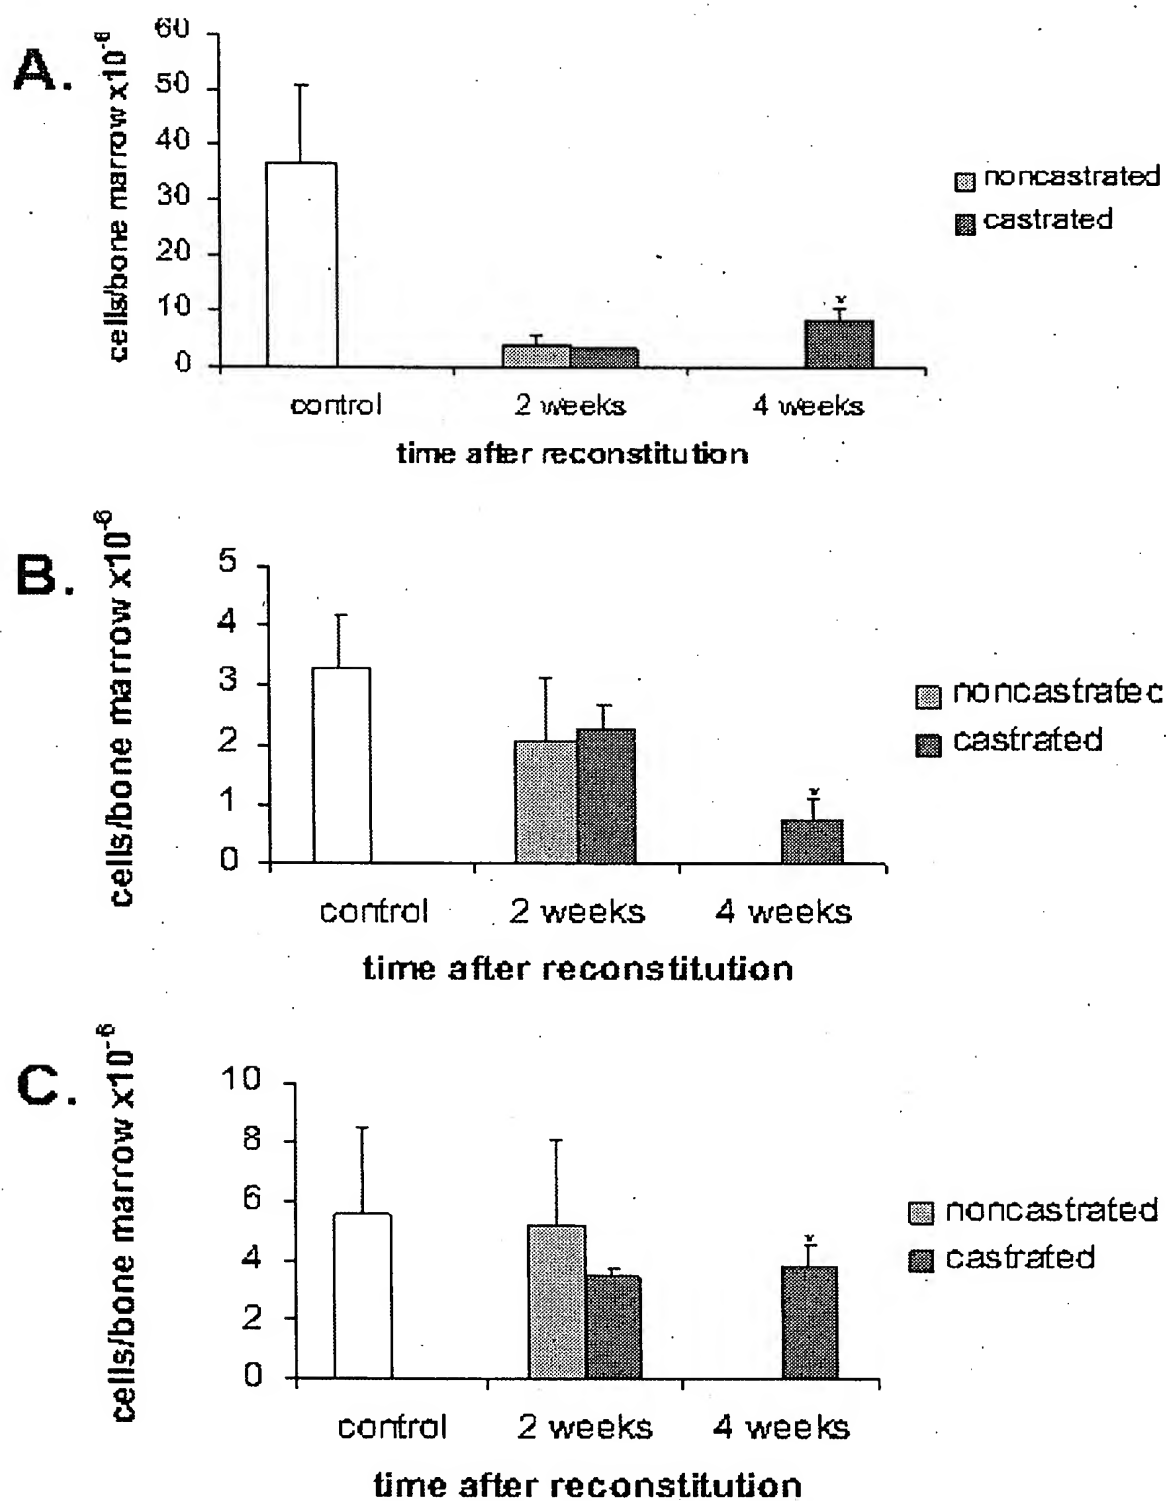 A.
cells/bone marrow x10-6
60
50
40
30
20
10
0
*
control
2 weeks
4 weeks
time after reconstitution
noncastrated
castrated
B.
cells/bone marrow x10-6
5
4
3
2
1
0
*
control
2 weeks
4 weeks
time after reconstitution
noncastratec
castrated
C.
cells/bone marrow x10-6
10
8
6
4
2
0
*
control
2 weeks
4 weeks
time after reconstitution
noncastrated
castrated